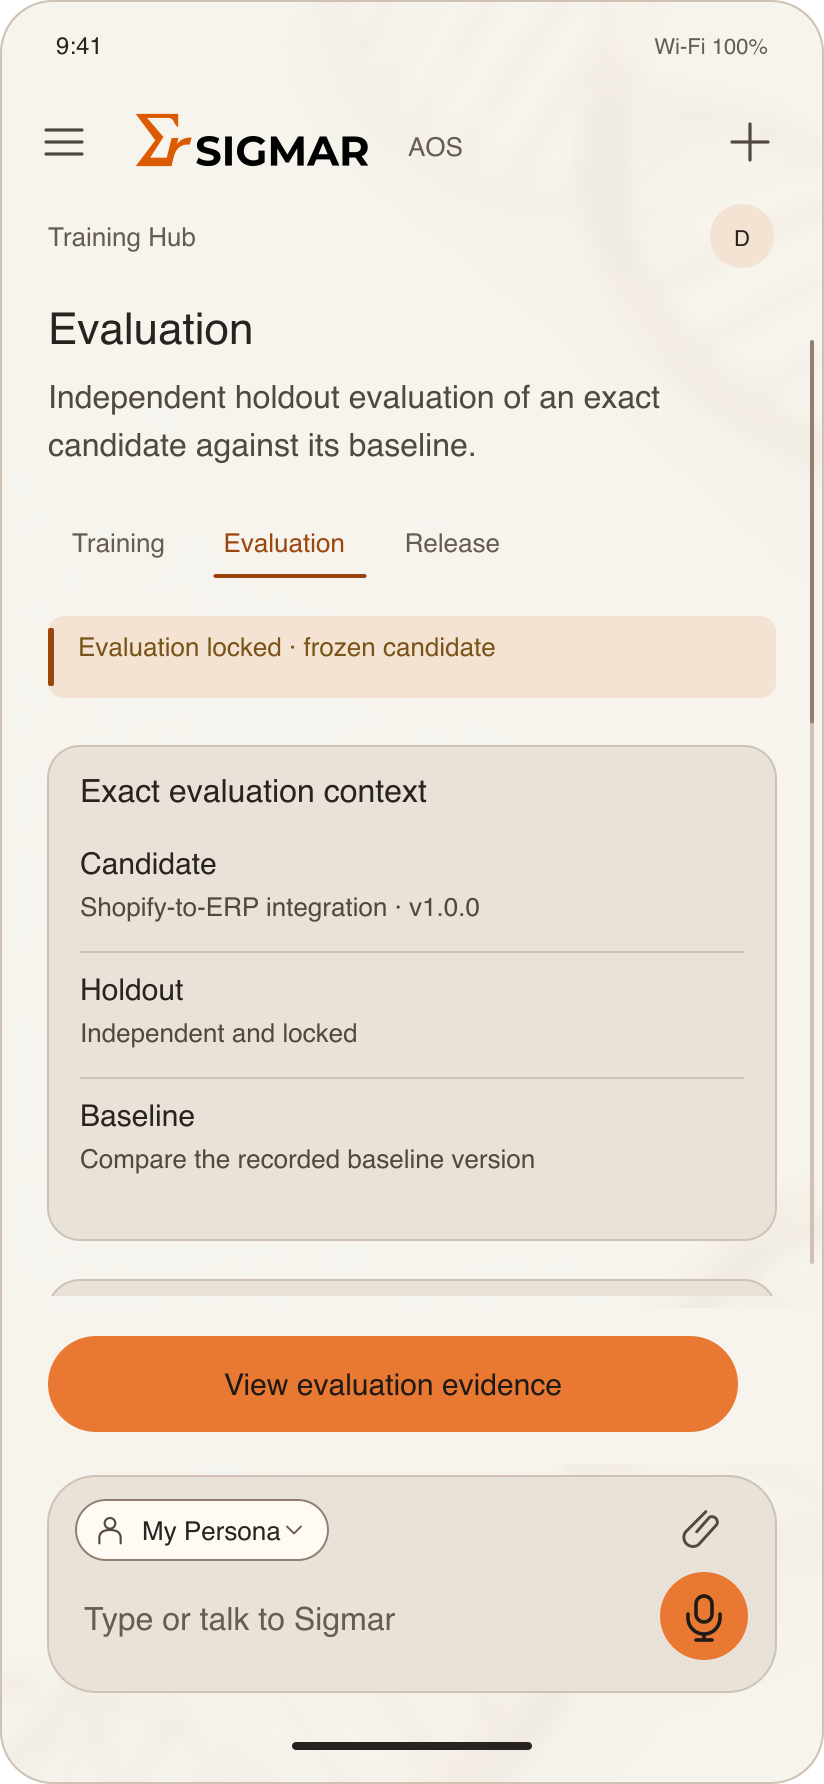 9:41
Wi-Fi 100%
Σr SIGMAR AOS
Training Hub
D
Evaluation
Independent holdout evaluation of an exact
candidate against its baseline.
Training Evaluation Release
Evaluation locked · frozen candidate
Exact evaluation context
Candidate
Shopify-to-ERP integration · v1.0.0
Holdout
Independent and locked
Baseline
Compare the recorded baseline version
View evaluation evidence
My Persona
Type or talk to Sigmar